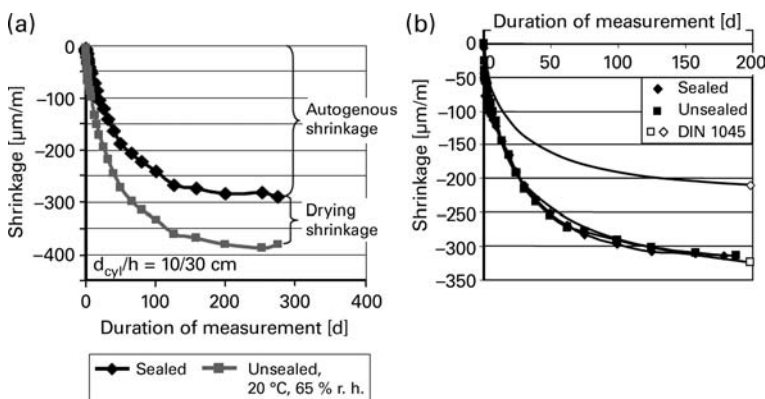 (a)
0
−100
−200
−300
−400
Shrinkage [µm/m]
Autogenous
shrinkage
Drying
shrinkage
d_cyl/h = 10/30 cm
0 100 200 300 400
Duration of measurement [d]
Sealed
Unsealed,
20 °C, 65 % r. h.
(b)
Duration of measurement [d]
0 50 100 150 200
0
−50
−100
−150
−200
−250
−300
−350
Shrinkage [µm/m]
Sealed
Unsealed
DIN 1045